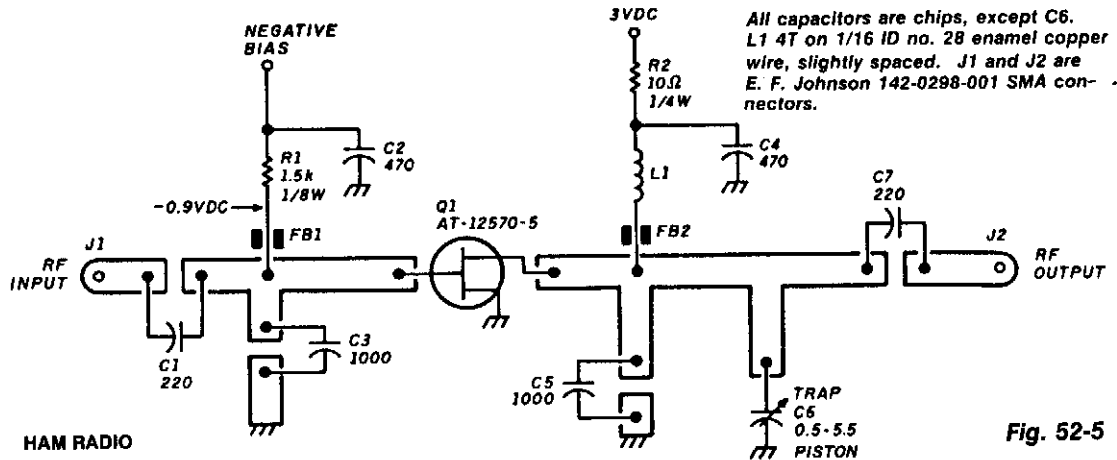 NEGATIVE
BIAS
3VDC
All capacitors are chips, except C6.
L1 4T on 1/16 ID no. 28 enamel copper
wire, slightly spaced. J1 and J2 are
E. F. Johnson 142-0298-001 SMA con-
nectors.
R2
10Ω
1/4W
C2
470
R1
1.5k
1/8W
C4
470
L1
C7
220
-0.9VDC
Q1
AT-12570-5
FB1
FB2
J1
J2
RF
INPUT
RF
OUTPUT
C1
220
C3
1000
C5
1000
TRAP
C6
0.5-5.5
PISTON
HAM RADIO
Fig. 52-5